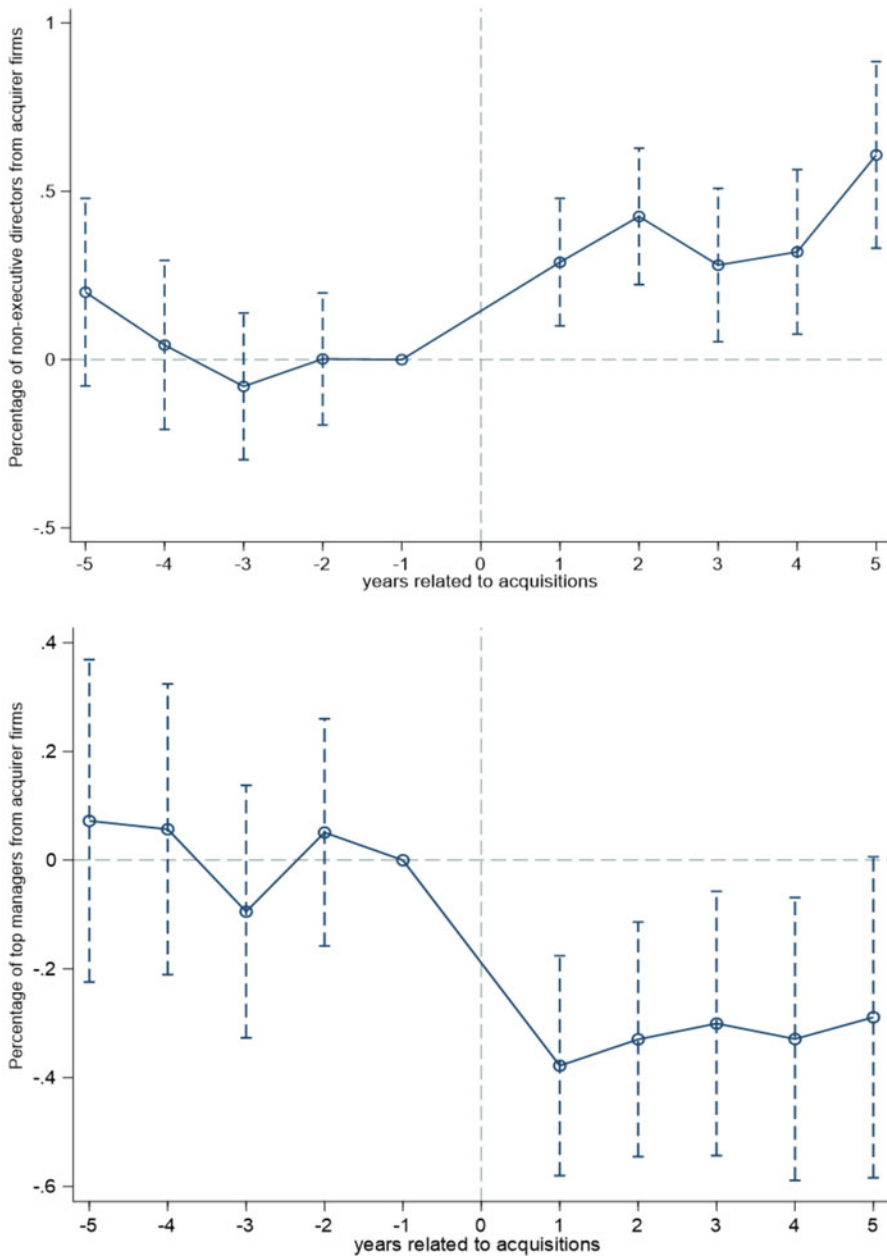 Percentage of non-executive directors from acquirer firms
1
.5
0
-.5
-5 -4 -3 -2 -1 0 1 2 3 4 5
years related to acquisitions
Percentage of top managers from acquirer firms
.4
.2
0
-.2
-.4
-.6
-5 -4 -3 -2 -1 0 1 2 3 4 5
years related to acquisitions